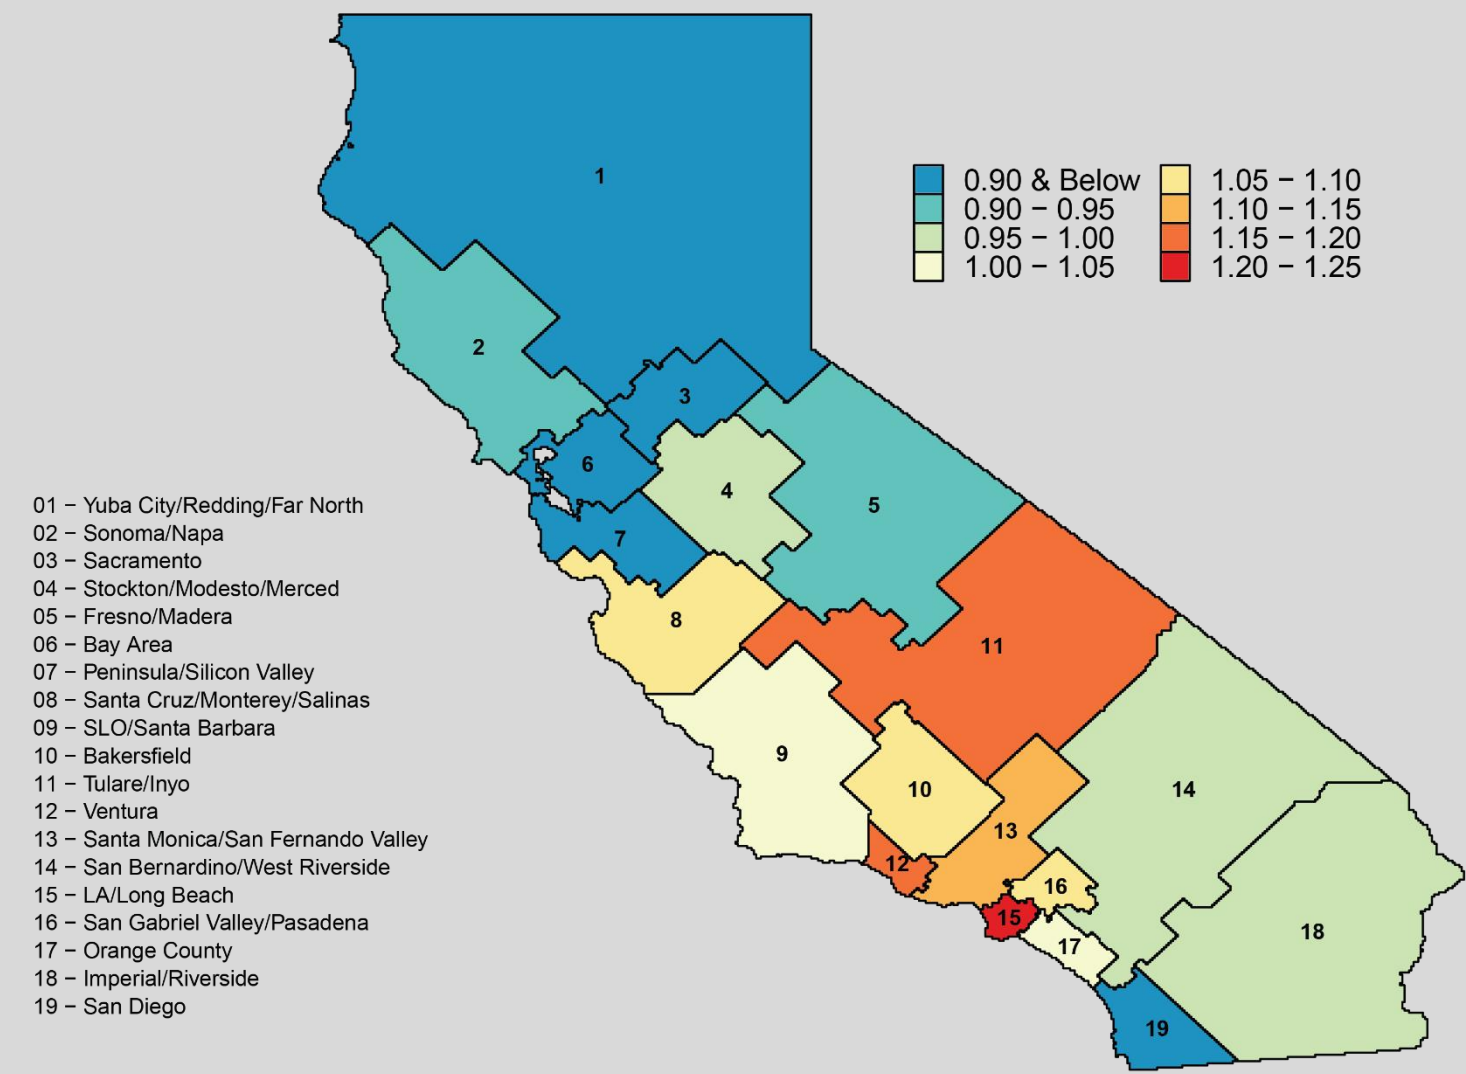 1
0.90 & Below
1.05 − 1.10
0.90 − 0.95
1.10 − 1.15
0.95 − 1.00
1.15 − 1.20
1.00 − 1.05
1.20 − 1.25
2
3
6
4
5
7
8
11
9
10
14
13
12
16
15
17
18
19
01 − Yuba City/Redding/Far North
02 − Sonoma/Napa
03 − Sacramento
04 − Stockton/Modesto/Merced
05 − Fresno/Madera
06 − Bay Area
07 − Peninsula/Silicon Valley
08 − Santa Cruz/Monterey/Salinas
09 − SLO/Santa Barbara
10 − Bakersfield
11 − Tulare/Inyo
12 − Ventura
13 − Santa Monica/San Fernando Valley
14 − San Bernardino/West Riverside
15 − LA/Long Beach
16 − San Gabriel Valley/Pasadena
17 − Orange County
18 − Imperial/Riverside
19 − San Diego